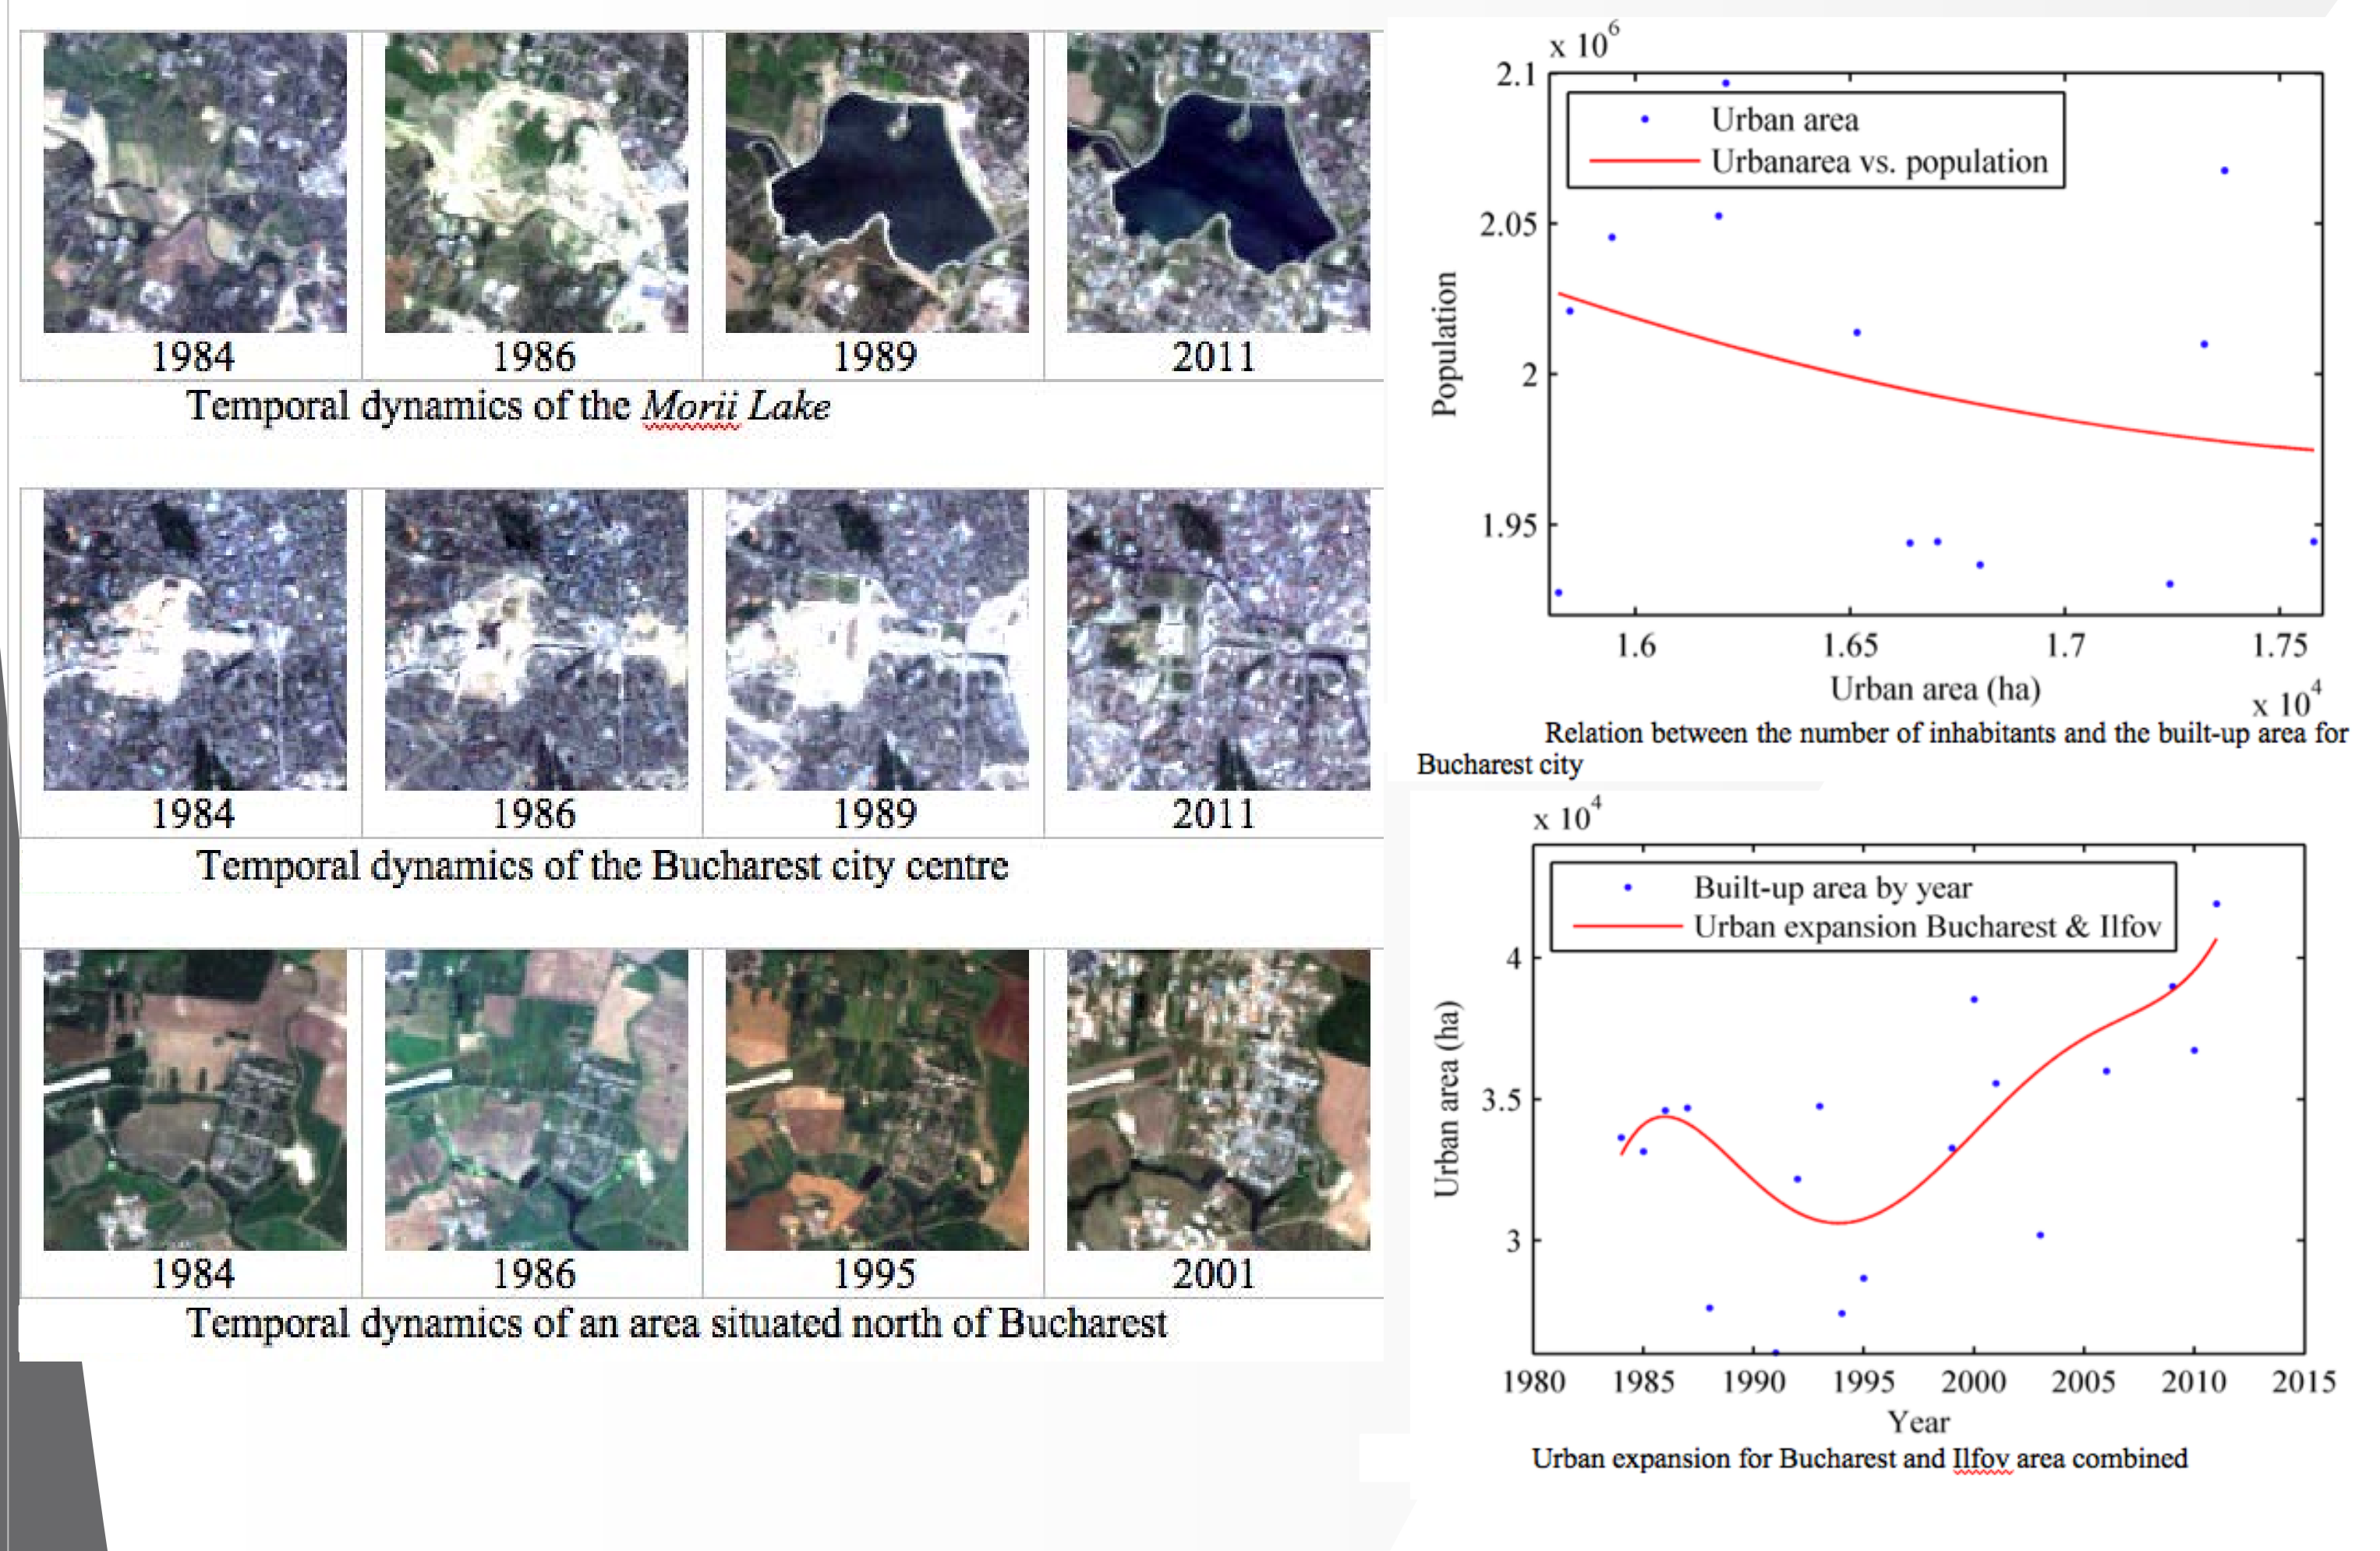 1984 1986 1989 2011
Temporal dynamics of the Morii Lake
1984 1986 1989 2011
Temporal dynamics of the Bucharest city centre
1984 1986 1995 2001
Temporal dynamics of an area situated north of Bucharest
x 10^6
2.1
2.05
2
1.95
Population
Urban area
Urbanarea vs. population
1.6 1.65 1.7 1.75
Urban area (ha)
x 10^4
Relation between the number of inhabitants and the built-up area for
Bucharest city
x 10^4
4
3.5
3
Urban area (ha)
Built-up area by year
Urban expansion Bucharest & Ilfov
1980 1985 1990 1995 2000 2005 2010 2015
Year
Urban expansion for Bucharest and Ilfov area combined